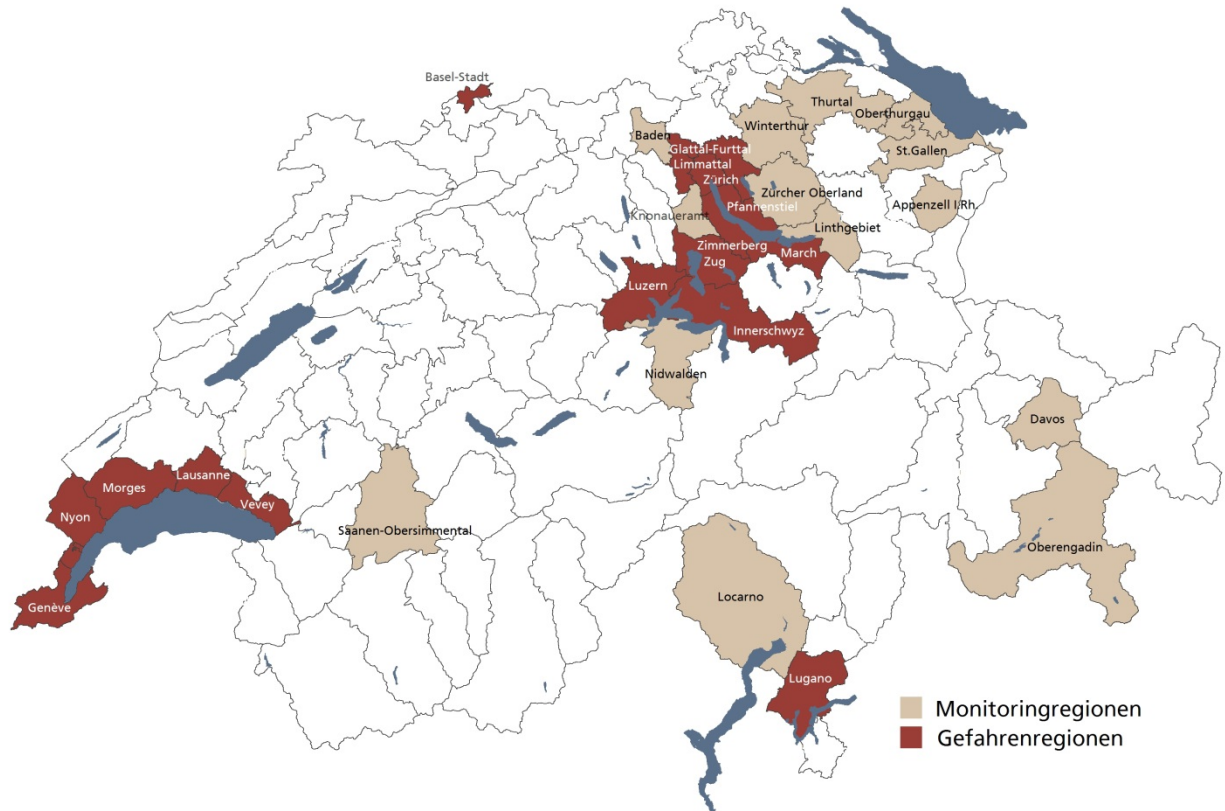 Basel-Stadt
Thurtal
Oberthurgau
Winterthur
Baden
Glattal-Furttal
St.Gallen
Limmattal
Zürich
Zürcher Oberland
Appenzell I.Rh.
Pfannenstiel
Knonaueramt
Linthgebiet
Zimmerberg
March
Zug
Luzern
Innerschwyz
Nidwalden
Davos
Lausanne
Morges
Vevey
Nyon
Saanen-Obersimmental
Oberengadin
Locarno
Genève
Lugano
Monitoringregionen
Gefahrenregionen